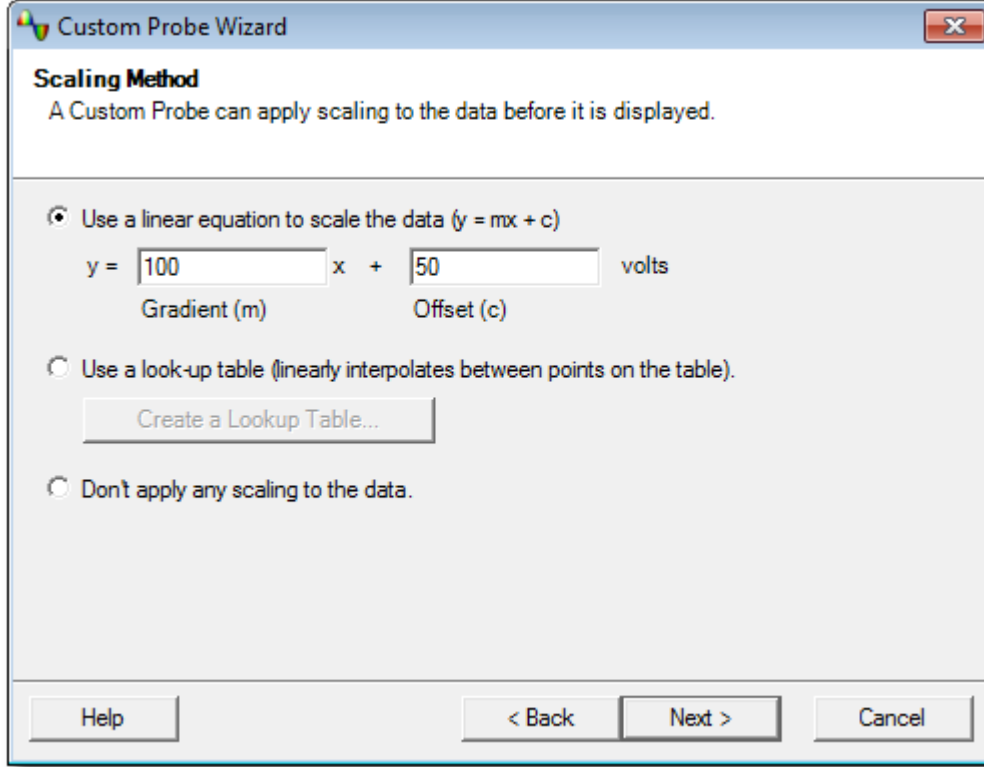 Custom Probe Wizard
Scaling Method
A Custom Probe can apply scaling to the data before it is displayed.
Use a linear equation to scale the data (y = mx + c)
y = 100 x + 50 volts
Gradient (m) Offset (c)
Use a look-up table (linearly interpolates between points on the table).
Create a Lookup Table...
Don't apply any scaling to the data.
Help < Back Next > Cancel